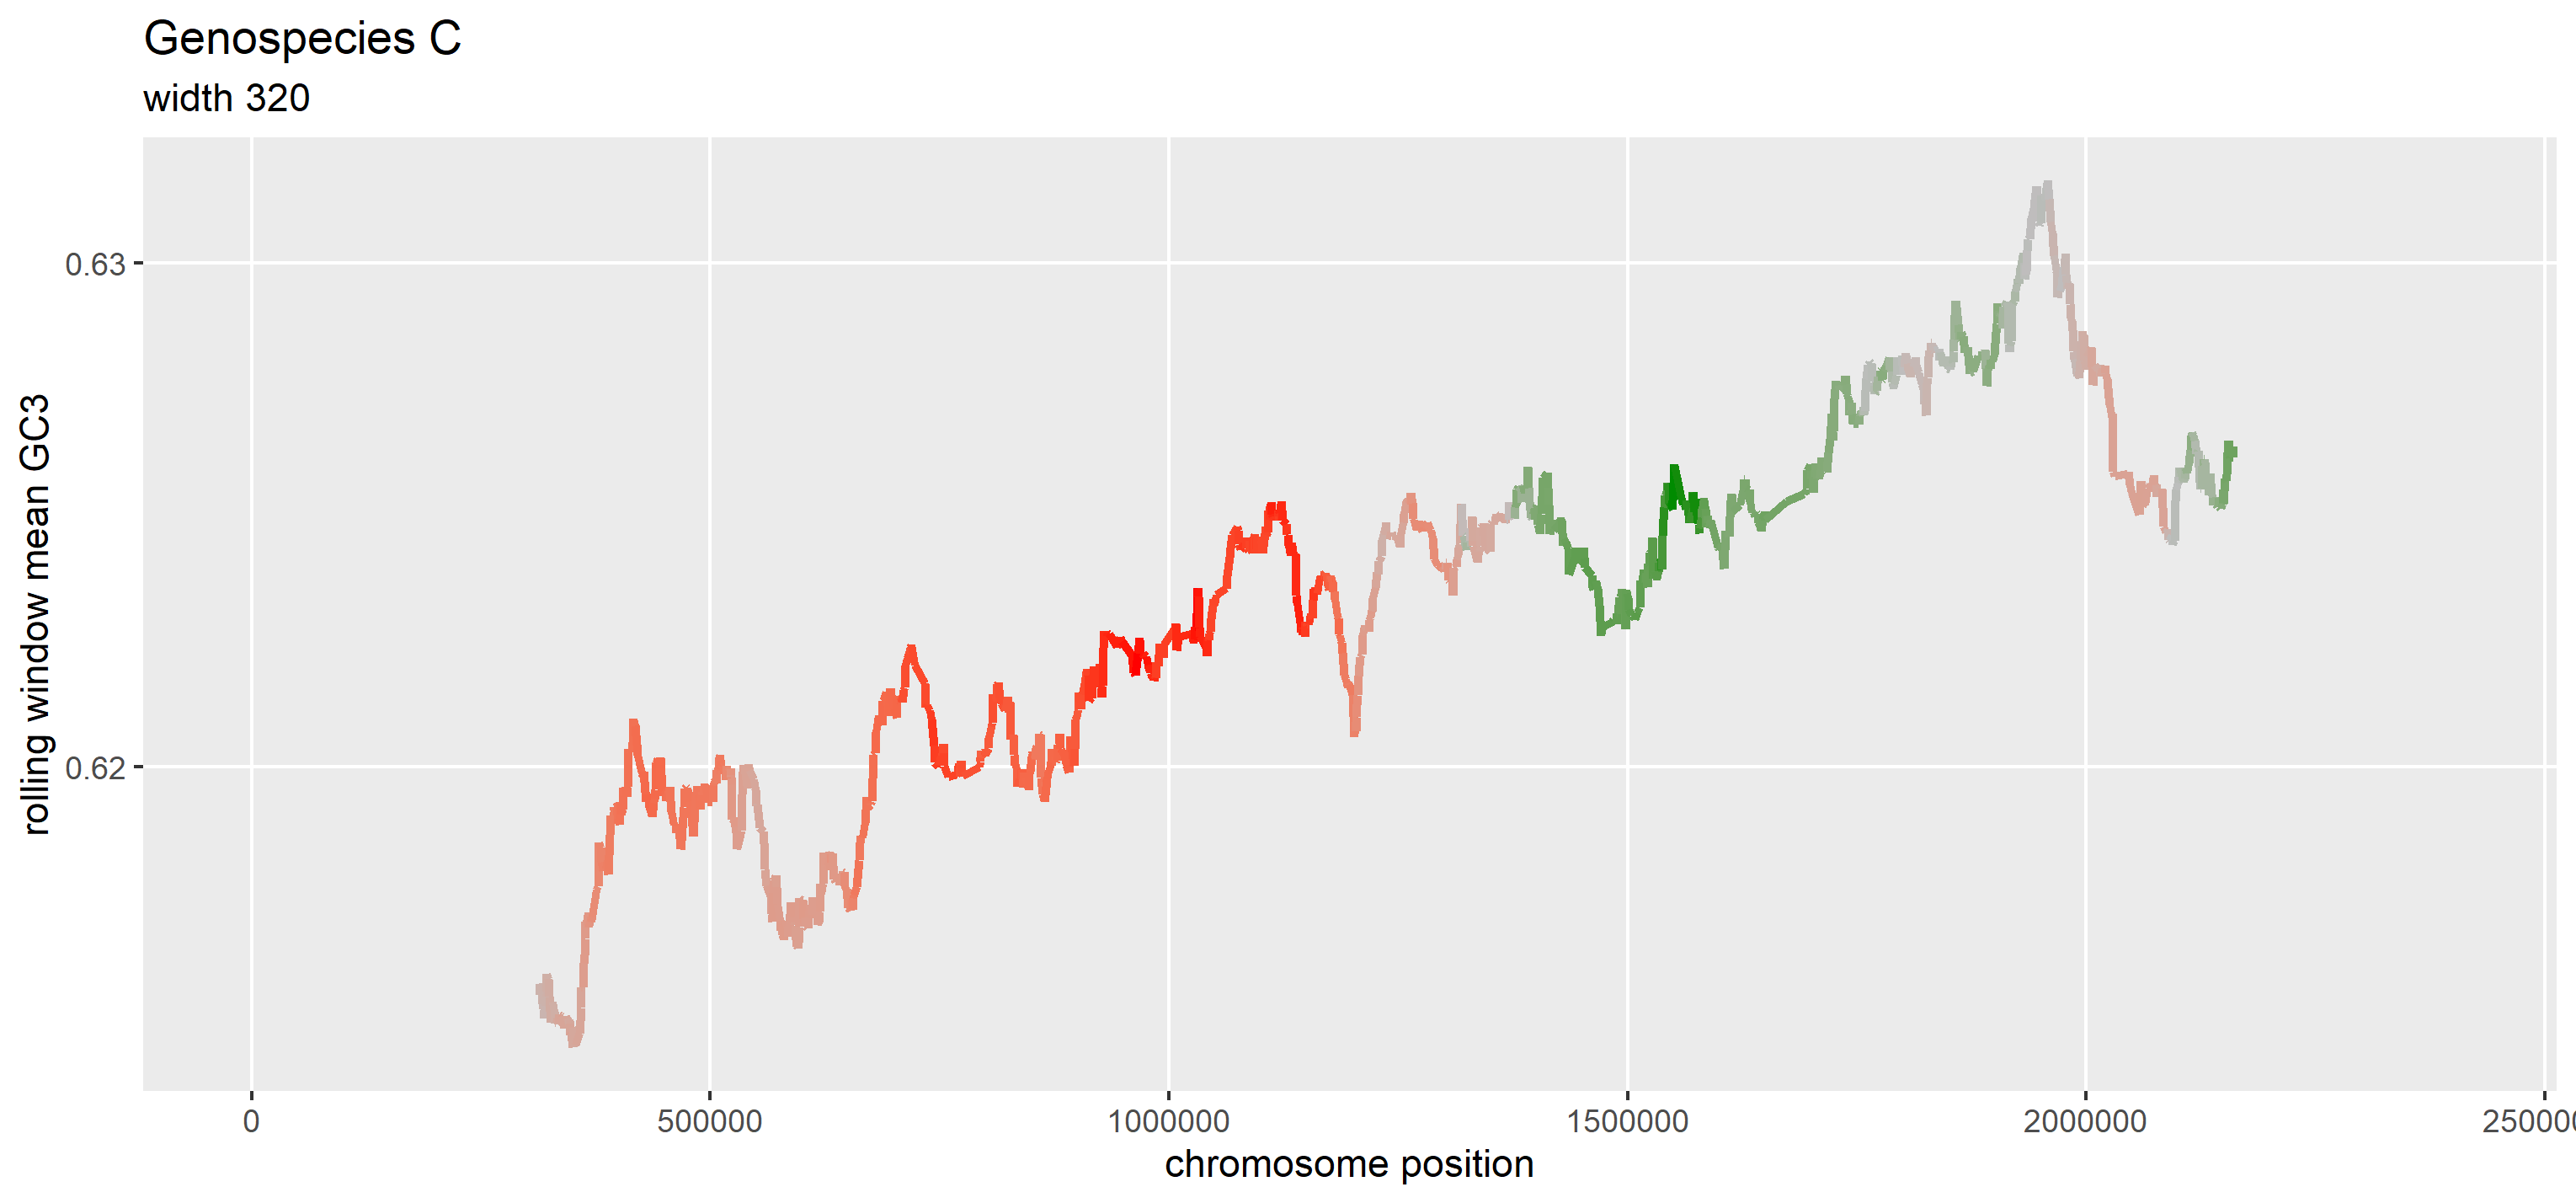 Genospecies C
width 320
rolling window mean GC3
0.63
0.62
0 500000 1000000 1500000 2000000 250000
chromosome position